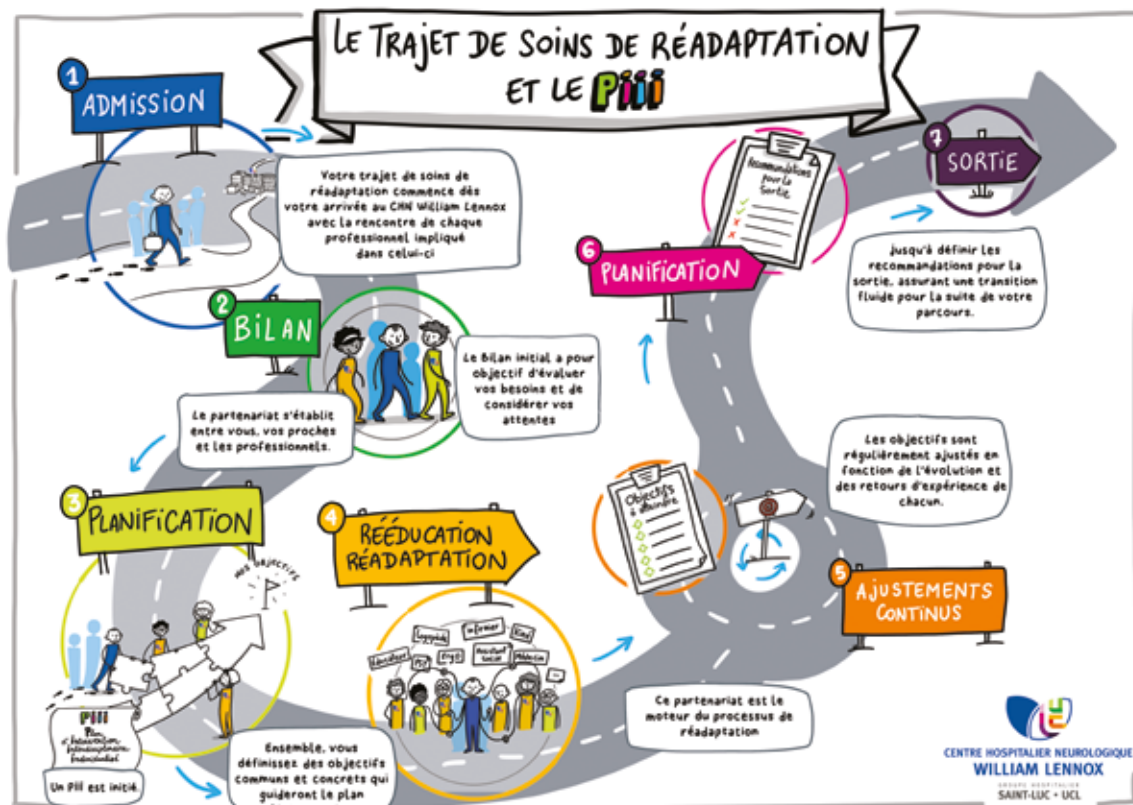 LE TRAJET DE SOINS DE RÉADAPTATION
ET LE Piii
1
ADMISSION
Votre trajet de soins de
réadaptation commence dès
votre arrivée au CHN William Lennox
avec la rencontre de chaque
professionnel impliqué
dans celui-ci
2
BiLAN
Le Bilan initial a pour
objectif d'évaluer
vos besoins et de
considérer vos
attentes
Le partenariat s'établit
entre vous, vos proches
et les professionnels.
3
PLANIFICATION
Nos objectifs
Piii
Plan
d'Intervention
Interdisciplinaire
Individualisé
Un PIII est initié.
Ensemble, vous
définissez des objectifs
communs et concrets qui
guideront le plan
4
RÉÉDUCATION
RÉADAPTATION
Éducateur
Logopède
Psy
Ergo
Infirmier
Assistant
Social
Kiné
Médecin
...
Ce partenariat est le
moteur du processus de
réadaptation
Objectifs
à atteindre
5
AJUSTEMENTS
CONTINUS
Les objectifs sont
régulièrement ajustés en
fonction de l'évolution et
des retours d'expérience de
chacun.
6
PLANIFICATION
Recommandations
pour la
Sortie
7
SORTIE
Jusqu'à définir les
recommandations pour la
sortie, assurant une transition
fluide pour la suite de votre
parcours.
CENTRE HOSPITALIER NEUROLOGIQUE
WILLIAM LENNOX
GROUPE HOSPITALIER
SAINT-LUC • UCL